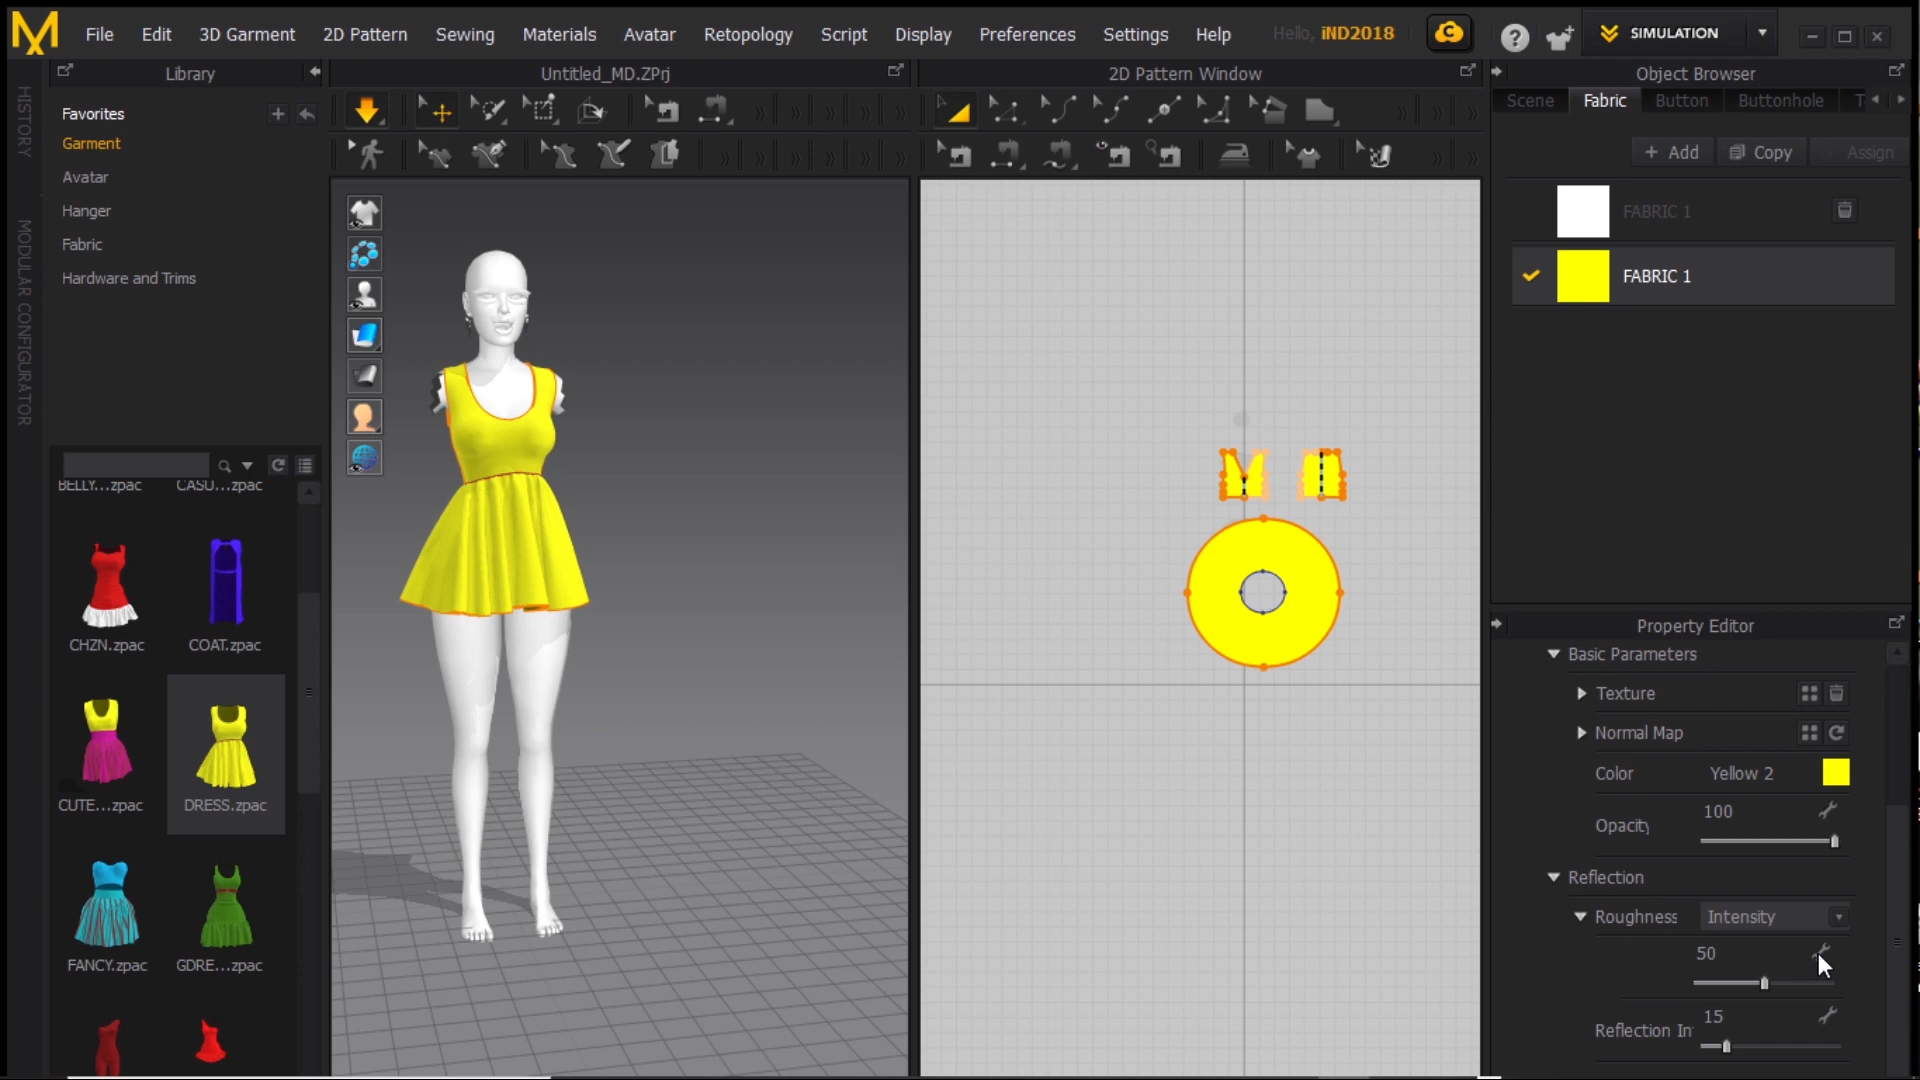 File Edit 3D Garment 2D Pattern Sewing Materials Avatar Retopology Script Display Preferences Settings Help Hello, iND2018 SIMULATION
HISTORY
MODULAR CONFIGURATOR
Library
Favorites
Garment
Avatar
Hanger
Fabric
Hardware and Trims
BELLY...zpac CASU...zpac
CHZN.zpac COAT.zpac
CUTE...zpac DRESS.zpac
FANCY.zpac GDRE...zpac
Untitled_MD.ZPrj
2D Pattern Window
Object Browser
Scene Fabric Button Buttonhole T
+ Add Copy Assign
FABRIC 1
FABRIC 1
Property Editor
Basic Parameters
Texture
Normal Map
Color Yellow 2
Opacity 100
Reflection
Roughness Intensity
50
Reflection In 15